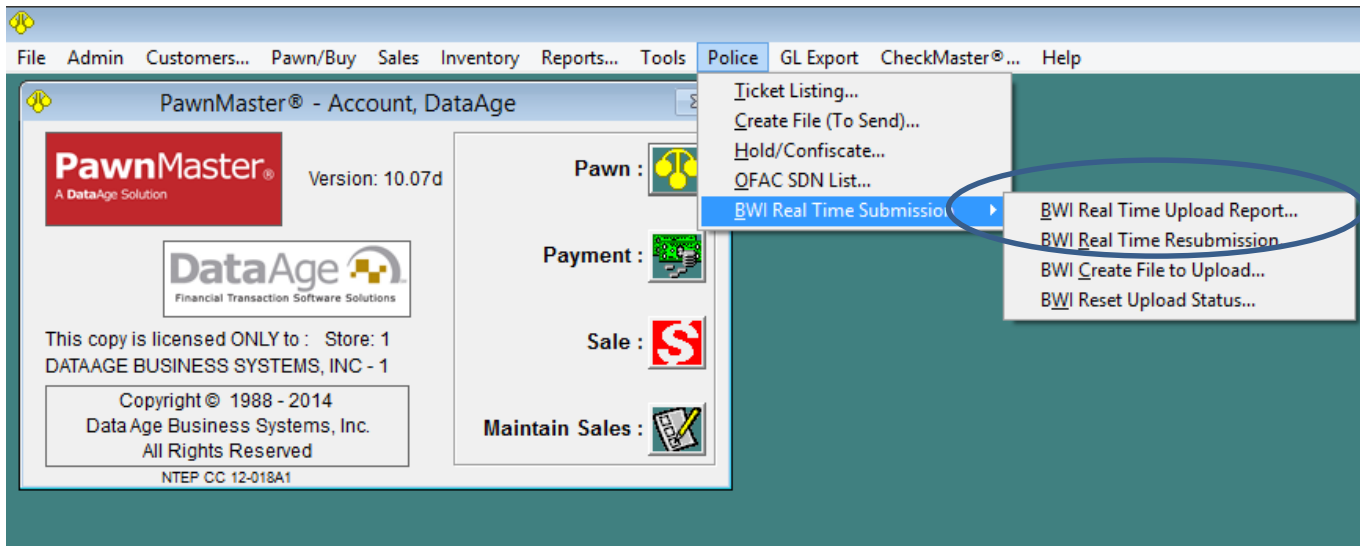 File Admin Customers... Pawn/Buy Sales Inventory Reports... Tools Police GL Export CheckMaster®... Help
PawnMaster® - Account, DataAge
PawnMaster®
A DataAge Solution
Version: 10.07d
DataAge
Financial Transaction Software Solutions
This copy is licensed ONLY to : Store: 1
DATAAGE BUSINESS SYSTEMS, INC - 1
Copyright © 1988 - 2014
Data Age Business Systems, Inc.
All Rights Reserved
NTEP CC 12-018A1
Pawn :
Payment :
Sale :
Maintain Sales :
Ticket Listing...
Create File (To Send)...
Hold/Confiscate...
OFAC SDN List...
BWI Real Time Submission
BWI Real Time Upload Report...
BWI Real Time Resubmission
BWI Create File to Upload...
BWI Reset Upload Status...